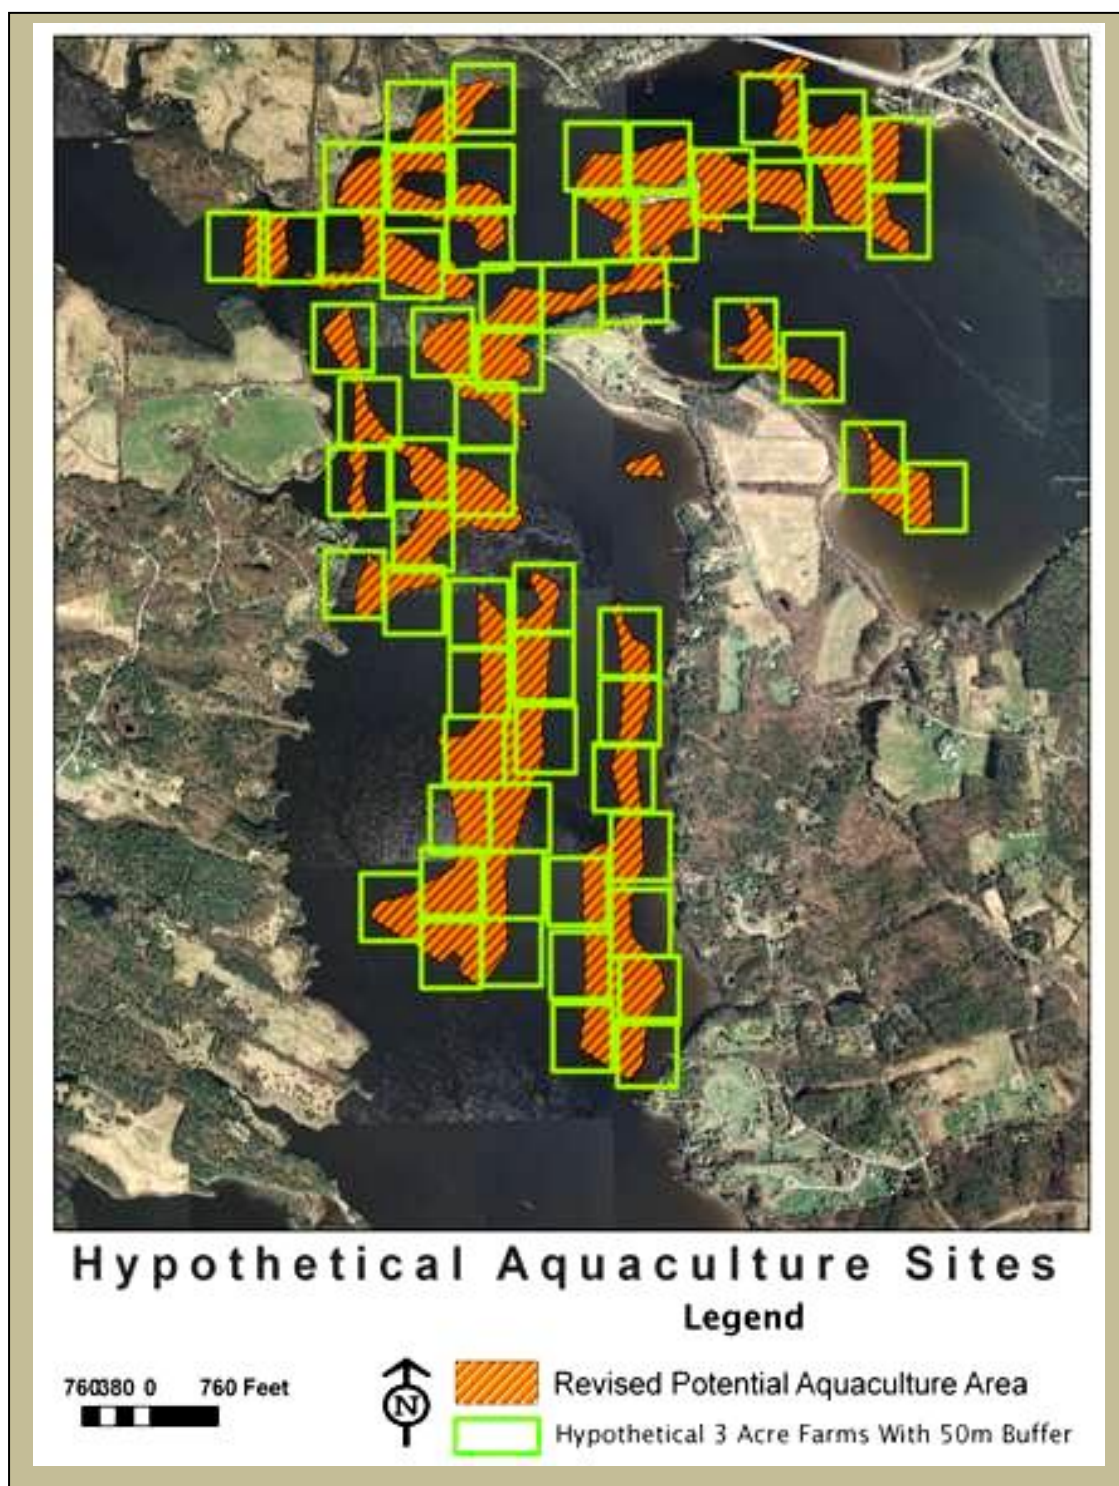 Hypothetical Aquaculture Sites
Legend
760380 0 760 Feet
N
Revised Potential Aquaculture Area
Hypothetical 3 Acre Farms With 50m Buffer